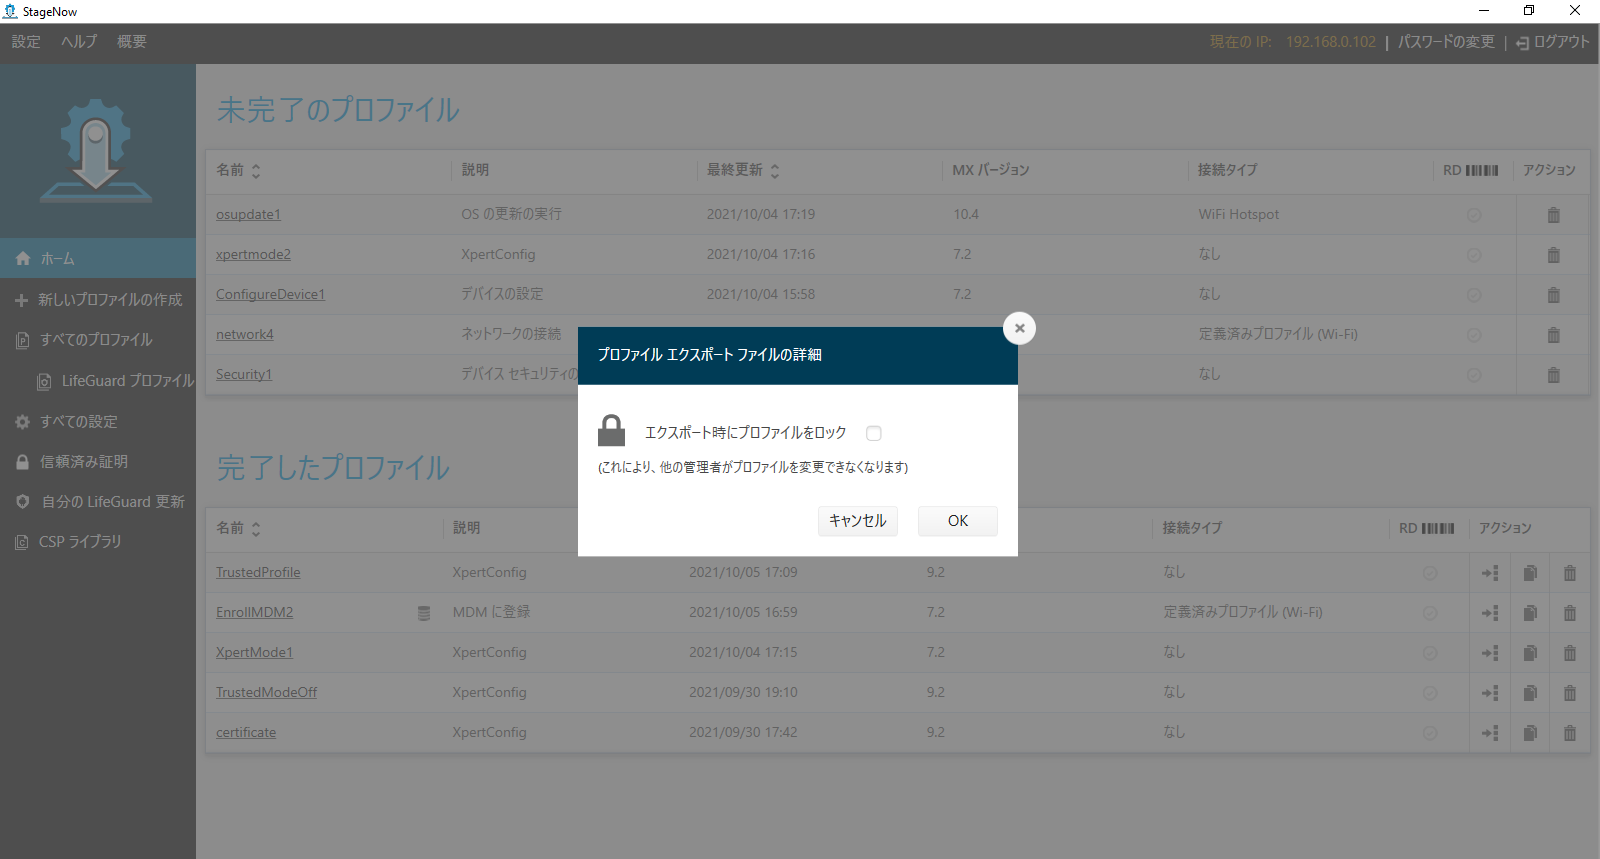 StageNow
設定 ヘルプ 概要 現在の IP: 192.168.0.102 | パスワードの変更 | ログアウト
未完了のプロファイル
名前 説明 最終更新 MX バージョン 接続タイプ RD アクション
osupdate1 OS の更新の実行 2021/10/04 17:19 10.4 WiFi Hotspot
xpertmode2 XpertConfig 2021/10/04 17:16 7.2 なし
ConfigureDevice1 デバイスの設定 2021/10/04 15:58 7.2 なし
network4 ネットワークの接続 定義済みプロファイル (Wi-Fi)
Security1 デバイス セキュリティの なし
ホーム
新しいプロファイルの作成
すべてのプロファイル
LifeGuard プロファイル
すべての設定
信頼済み証明
自分の LifeGuard 更新
CSP ライブラリ
プロファイル エクスポート ファイルの詳細
エクスポート時にプロファイルをロック
(これにより、他の管理者がプロファイルを変更できなくなります)
キャンセル OK
完了したプロファイル
名前 説明 接続タイプ RD アクション
TrustedProfile XpertConfig 2021/10/05 17:09 9.2 なし
EnrollMDM2 MDM に登録 2021/10/05 16:59 7.2 定義済みプロファイル (Wi-Fi)
XpertMode1 XpertConfig 2021/10/04 17:15 7.2 なし
TrustedModeOff XpertConfig 2021/09/30 19:10 9.2 なし
certificate XpertConfig 2021/09/30 17:42 9.2 なし